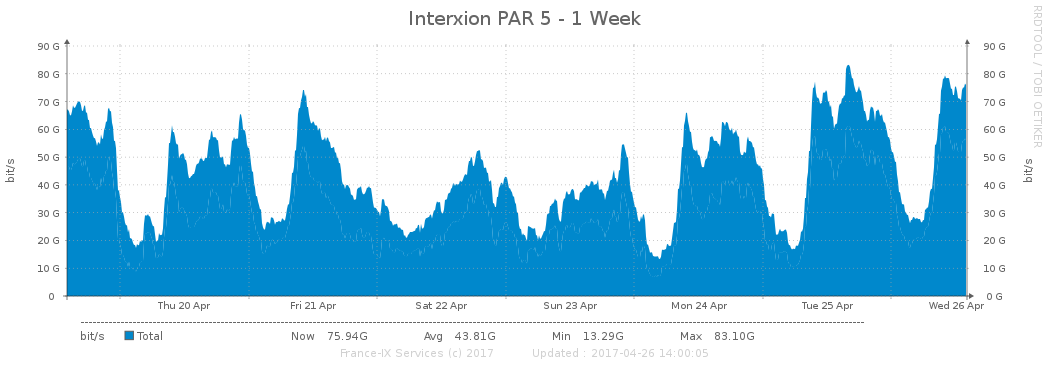 Interxion PAR 5 - 1 Week
RRDTOOL / TOBI OETIKER
90 G 90 G
80 G 80 G
70 G 70 G
60 G 60 G
50 G 50 G
40 G 40 G
30 G 30 G
20 G 20 G
10 G 10 G
0 0 G
bit/s bit/s
Thu 20 Apr Fri 21 Apr Sat 22 Apr Sun 23 Apr Mon 24 Apr Tue 25 Apr Wed 26 Apr
bit/s Total Now 75.94G Avg 43.81G Min 13.29G Max 83.10G
France-IX Services (c) 2017 Updated : 2017-04-26 14:00:05